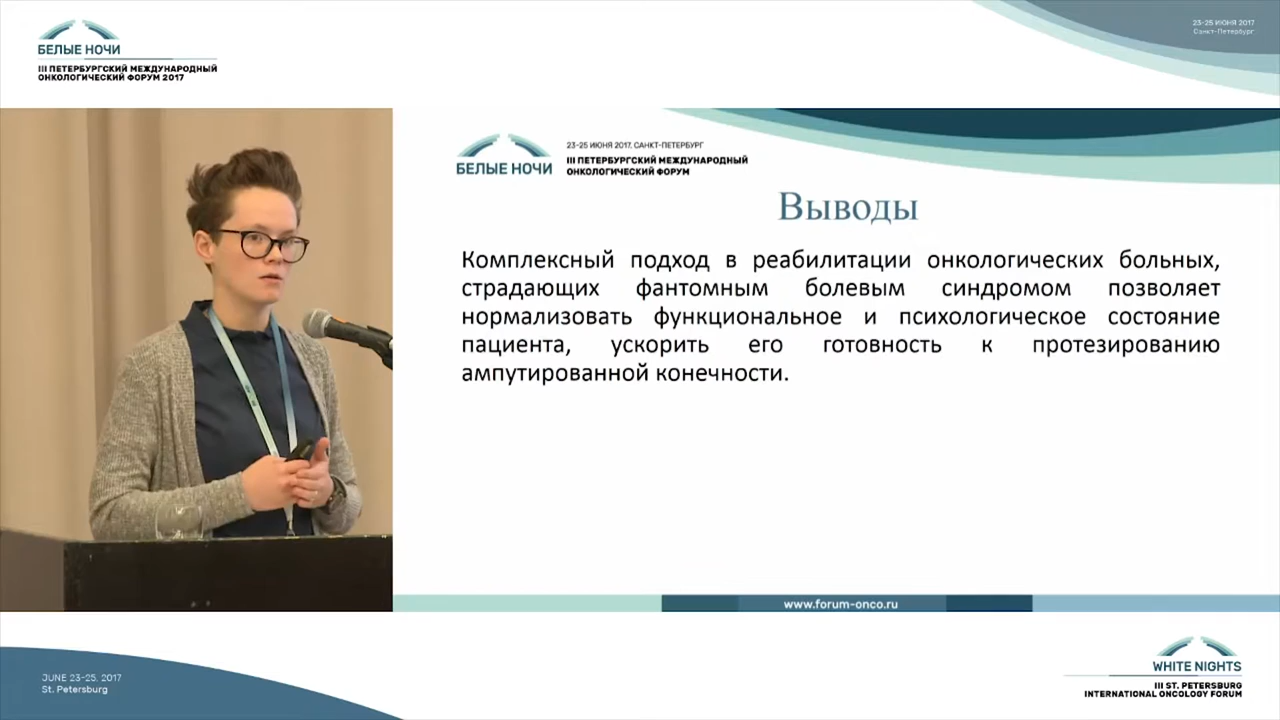 БЕЛЫЕ НОЧИ
III ПЕТЕРБУРГСКИЙ МЕЖДУНАРОДНЫЙ
ОНКОЛОГИЧЕСКИЙ ФОРУМ 2017
23-25 ИЮНЯ 2017
Санкт-Петербург
БЕЛЫЕ НОЧИ
23-25 ИЮНЯ 2017, САНКТ-ПЕТЕРБУРГ
III ПЕТЕРБУРГСКИЙ МЕЖДУНАРОДНЫЙ
ОНКОЛОГИЧЕСКИЙ ФОРУМ
Выводы
Комплексный подход в реабилитации онкологических больных,
страдающих фантомным болевым синдромом позволяет
нормализовать функциональное и психологическое состояние
пациента, ускорить его готовность к протезированию
ампутированной конечности.
www.forum-onco.ru
JUNE 23-25, 2017
St. Petersburg
WHITE NIGHTS
III ST. PETERSBURG
INTERNATIONAL ONCOLOGY FORUM